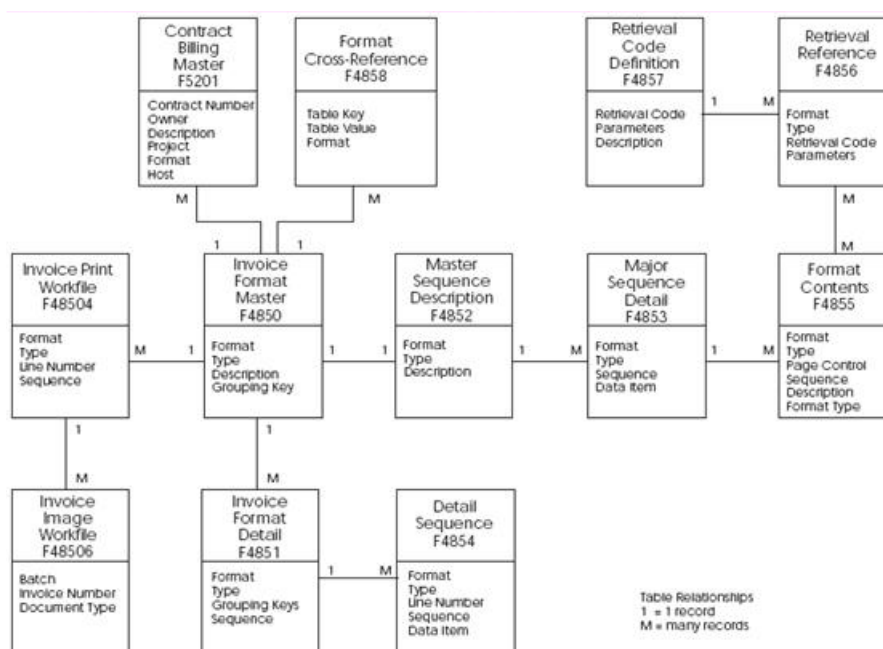 Contract
Billing
Master
F5201
Contract Number
Owner
Description
Project
Format
Host
Format
Cross-Reference
F4858
Table Key
Table Value
Format
Retrieval
Code
Definition
F4857
Retrieval Code
Parameters
Description
1
M
Retrieval
Reference
F4856
Format
Type
Retrieval Code
Parameters
M
M
M
1
1
M
Invoice Print
Workfile
F48504
Format
Type
Line Number
Sequence
M
1
Invoice
Format
Master
F4850
Format
Type
Description
Grouping Key
1
1
Master
Sequence
Description
F4852
Format
Type
Description
1
M
Major
Sequence
Detail
F4853
Format
Type
Sequence
Data Item
1
M
Format
Contents
F4855
Format
Type
Page Control
Sequence
Description
Format Type
1
M
1
M
Invoice
Image
Workfile
F48506
Batch
Invoice Number
Document Type
Invoice
Format
Detail
F4851
Format
Type
Grouping Keys
Sequence
1
M
Detail
Sequence
F4854
Format
Type
Line Number
Sequence
Data Item
Table Relationships
1 = 1 record
M = many records